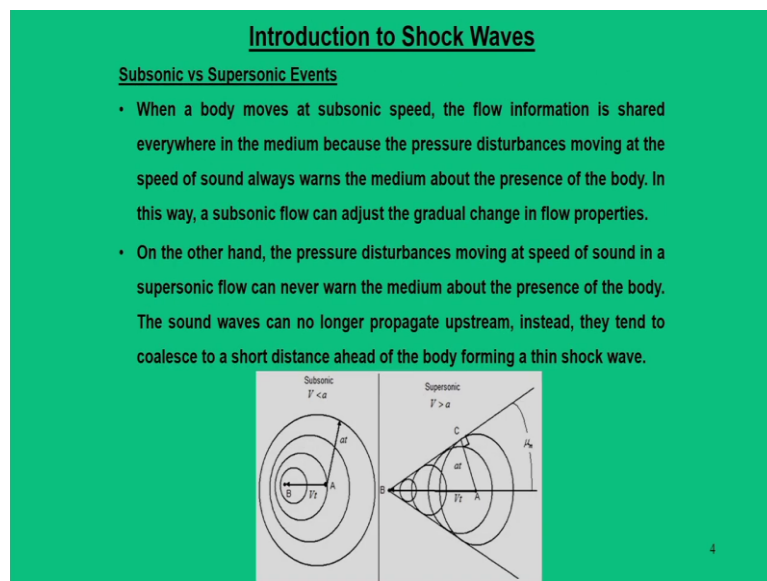 Introduction to Shock Waves
Subsonic vs Supersonic Events
• When a body moves at subsonic speed, the flow information is shared
everywhere in the medium because the pressure disturbances moving at the
speed of sound always warns the medium about the presence of the body. In
this way, a subsonic flow can adjust the gradual change in flow properties.
• On the other hand, the pressure disturbances moving at speed of sound in a
supersonic flow can never warn the medium about the presence of the body.
The sound waves can no longer propagate upstream, instead, they tend to
coalesce to a short distance ahead of the body forming a thin shock wave.
Subsonic
V < a
at
B
Vt
A
Supersonic
V > a
C
at
μm
B
Vt
A
4